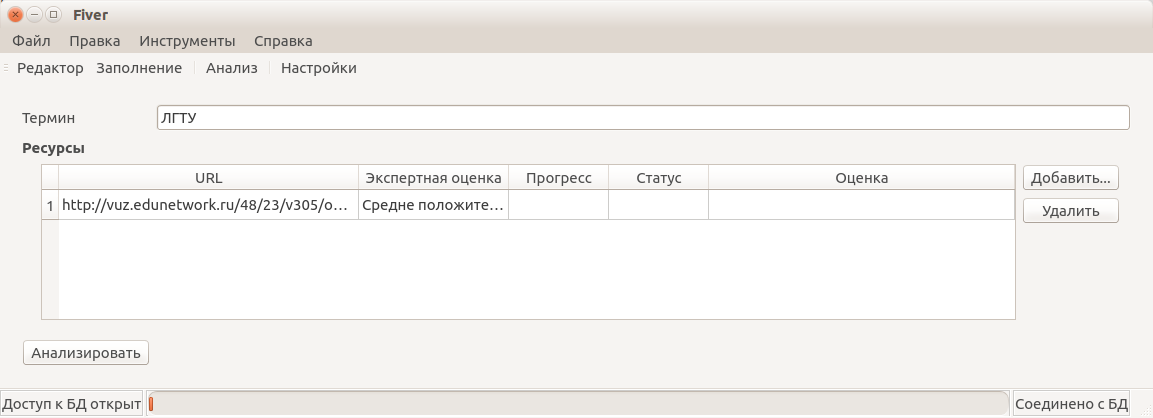 Fiver
Файл Правка Инструменты Справка
Редактор Заполнение Анализ Настройки
Термин ЛГТУ
Ресурсы
URL Экспертная оценка Прогресс Статус Оценка Добавить...
1 http://vuz.edunetwork.ru/48/23/v305/o... Средне положите... Удалить
Анализировать
Доступ к БД открыт Соединено с БД